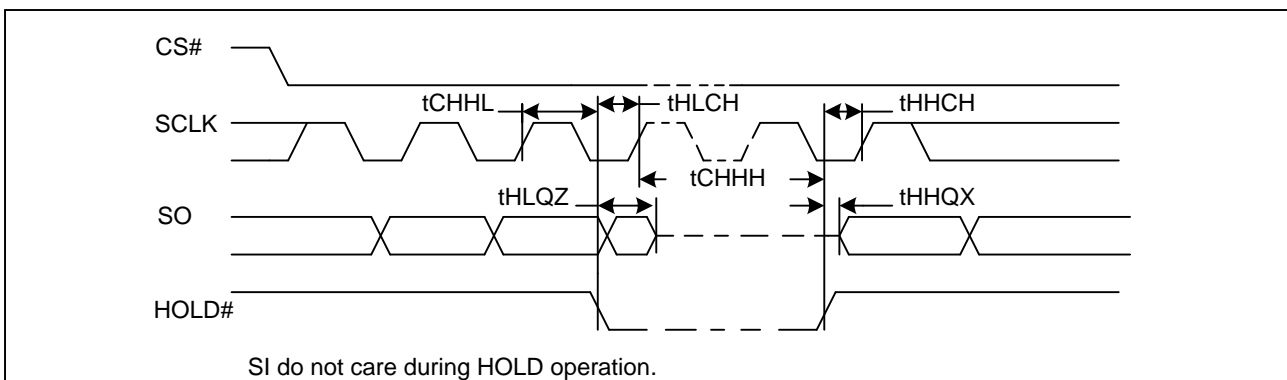 CS#
tCHHL
tHLCH
tHHCH
SCLK
tCHHH
tHLQZ
tHHQX
SO
HOLD#
SI do not care during HOLD operation.